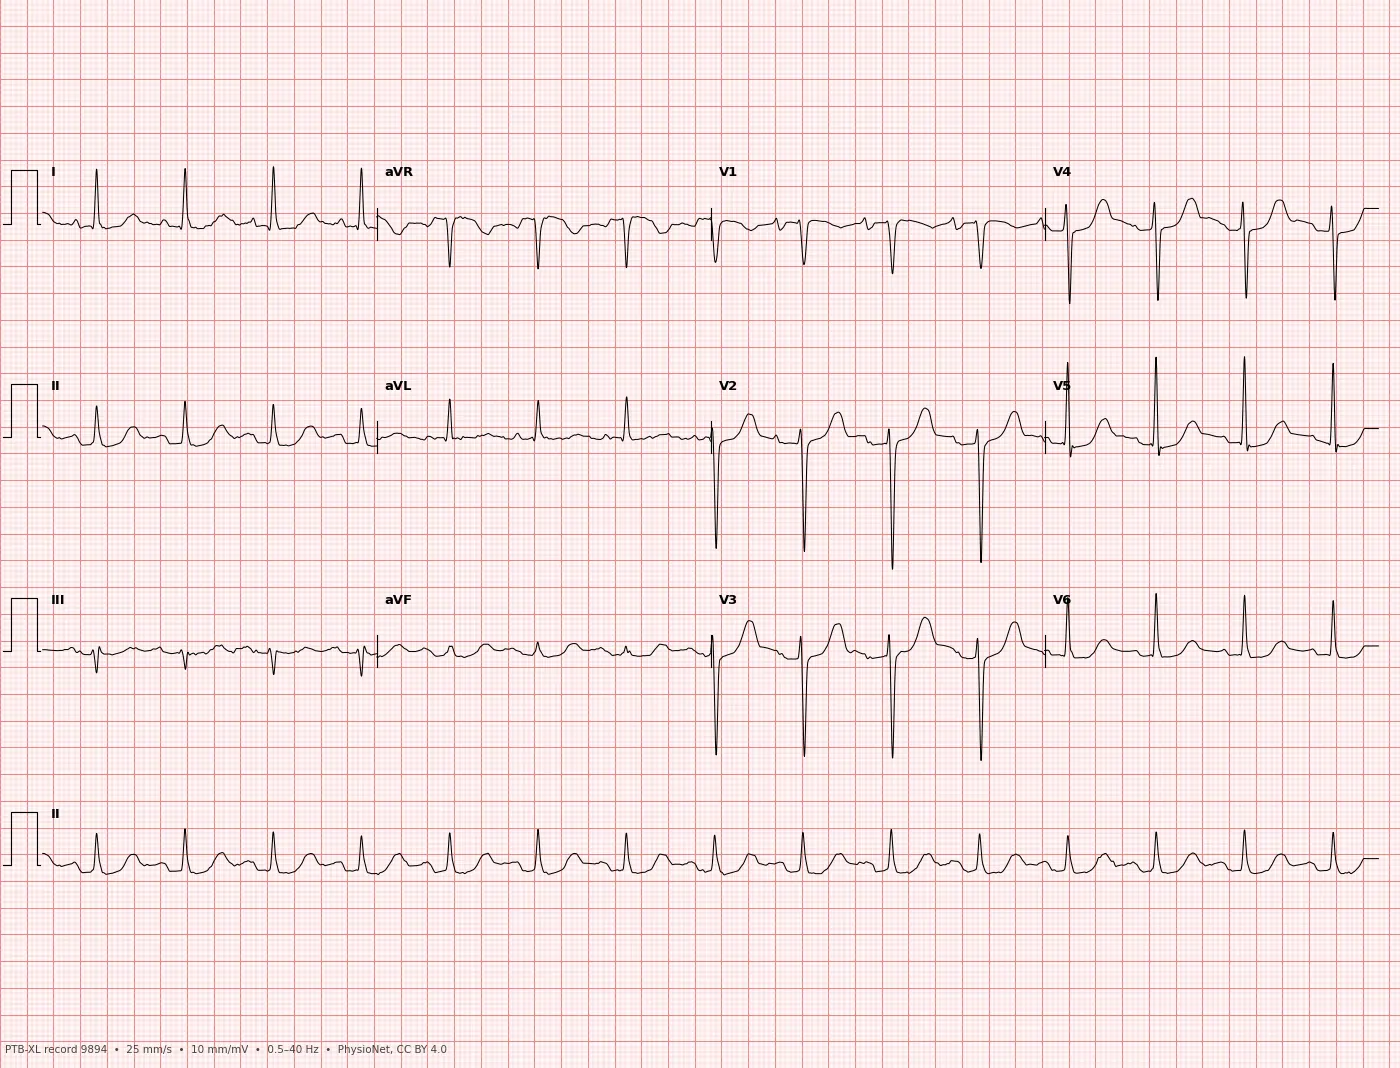 I aVR V1 V4
II aVL V2 V5
III aVF V3 V6
II
PTB-XL record 9894 • 25 mm/s • 10 mm/mV • 0.5–40 Hz • PhysioNet, CC BY 4.0